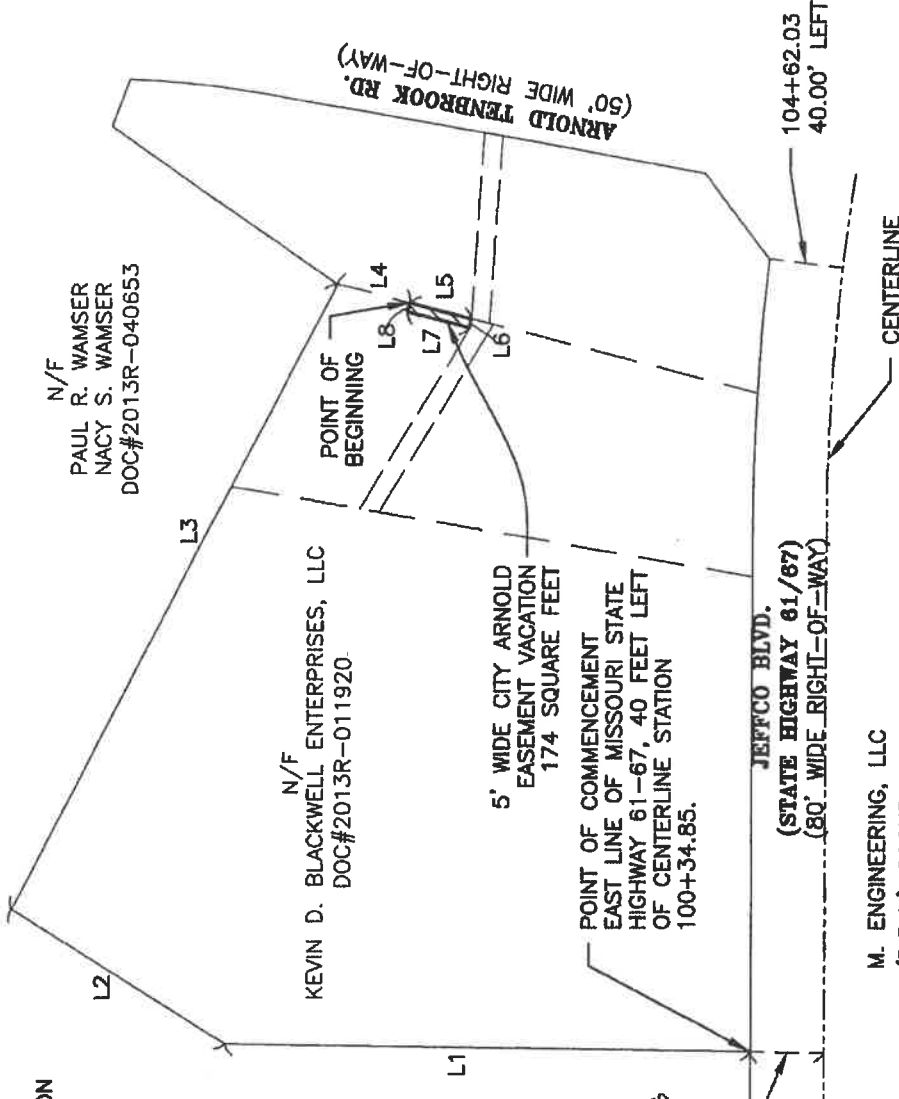 ON
N/F
PAUL R. WAMSER
NACY S. WAMSER
DOC#2013R-040653
L2
L3
L4
L5
L6
L7
L8
L1
POINT OF
BEGINNING
ARNOLD TENBROOK RD.
(50' WIDE RIGHT-OF-WAY)
N/F
KEVIN D. BLACKWELL ENTERPRISES, LLC
DOC#2013R-011920
5' WIDE CITY ARNOLD
EASEMENT VACATION
174 SQUARE FEET
POINT OF COMMENCEMENT
EAST LINE OF MISSOURI STATE
HIGHWAY 61-67, 40 FEET LEFT
OF CENTERLINE STATION
100+34.85.
104+62.03
40.00' LEFT
CENTERLINE
JEFFCO BLVD.
(STATE HIGHWAY 61/67)
(80' WIDE RIGHT-OF-WAY)
M. ENGINEERING, LLC